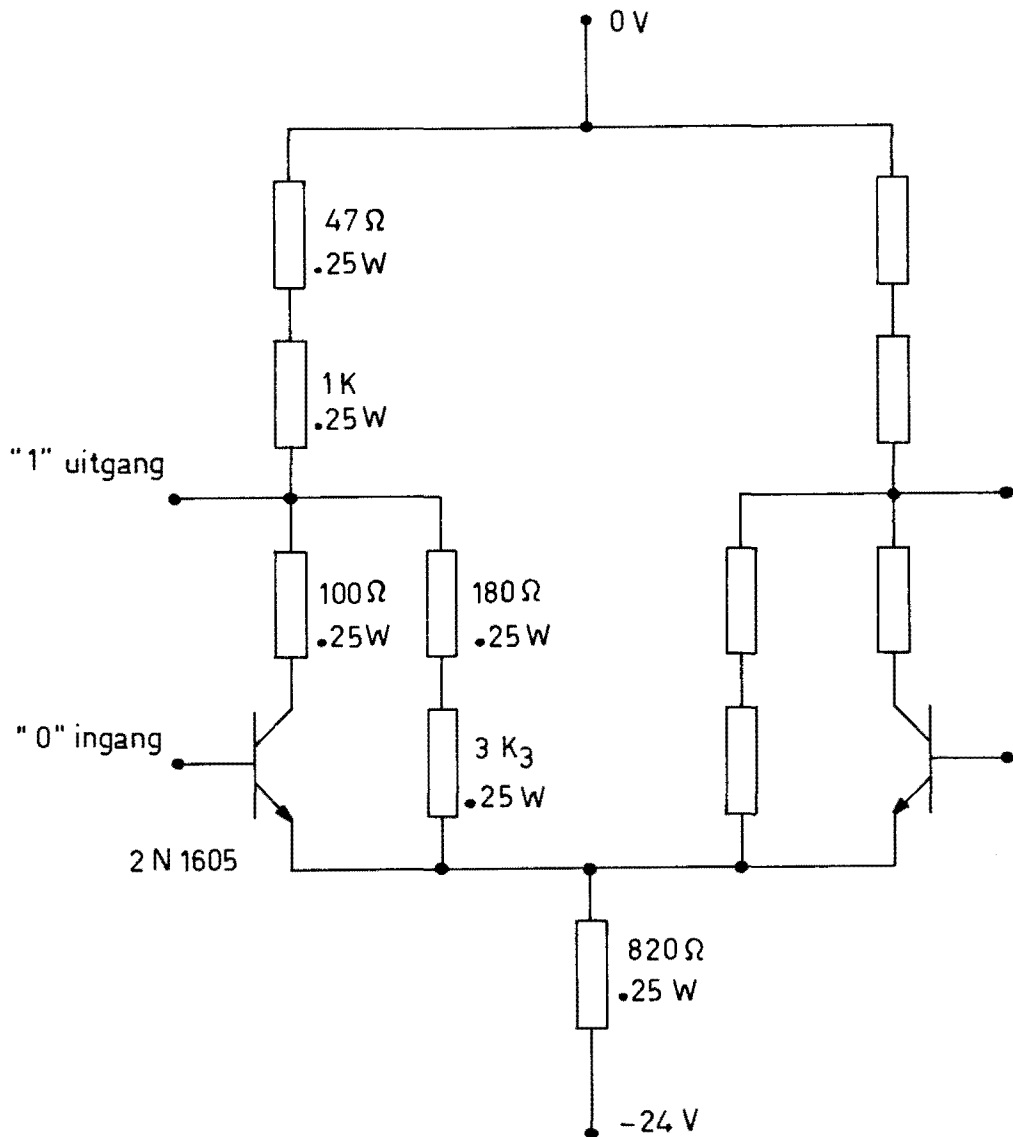 0 V
47 Ω
.25 W
1 K
.25 W
"1" uitgang
100 Ω
.25 W
180 Ω
.25 W
"0" ingang
3 K3
.25 W
2 N 1605
820 Ω
.25 W
-24 V